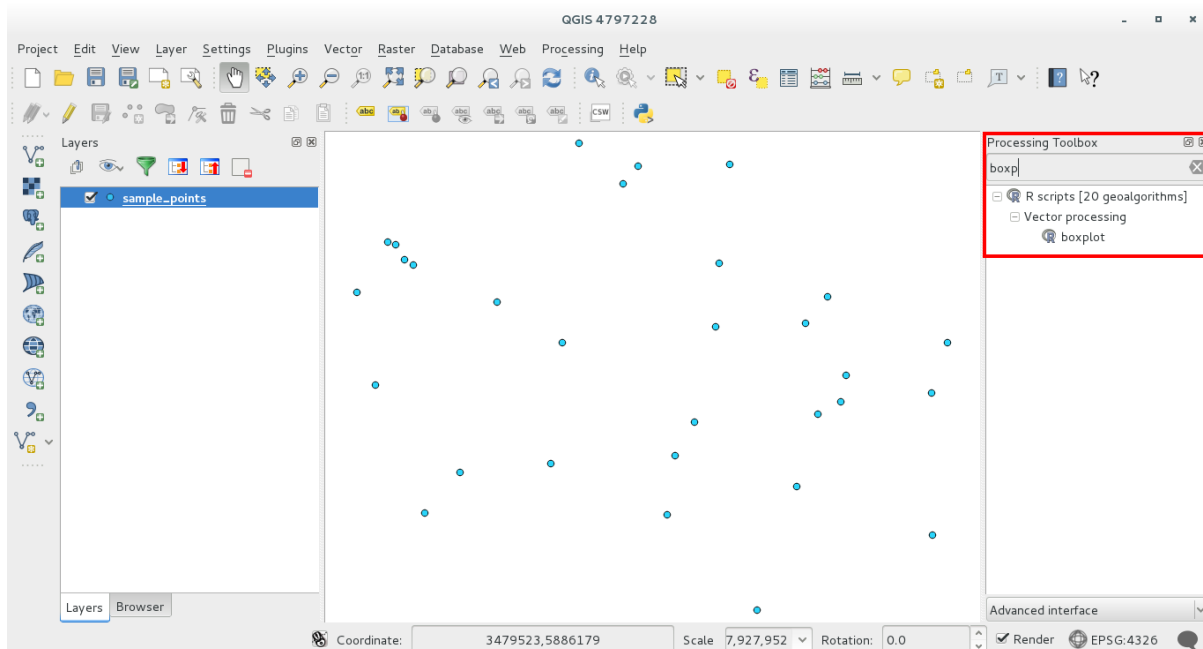 QGIS 4797228
Project Edit View Layer Settings Plugins Vector Raster Database Web Processing Help
Layers
sample_points
Layers Browser
Processing Toolbox
boxp
R scripts [20 geoalgorithms]
Vector processing
boxplot
Advanced interface
Coordinate: 3479523,5886179 Scale 7,927,952 Rotation: 0.0 Render EPSG:4326
abc
CSW